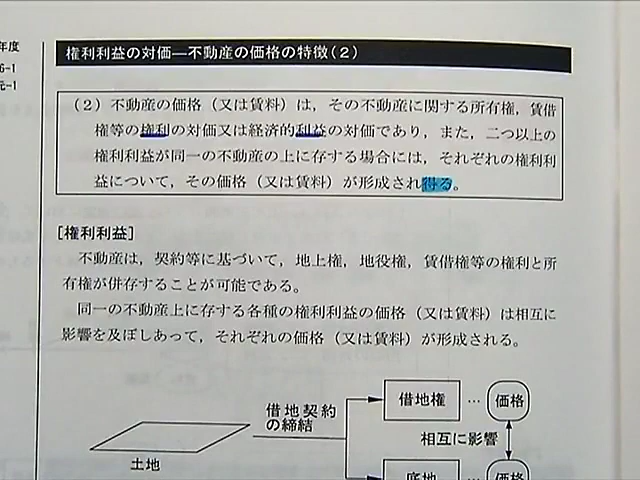 年度
6-1
元-1
権利利益の対価―不動産の価格の特徴(2)
(2) 不動産の価格(又は賃料)は,その不動産に関する所有権,賃借
権等の権利の対価又は経済的利益の対価であり,また,二つ以上の
権利利益が同一の不動産の上に存する場合には,それぞれの権利利
益について,その価格(又は賃料)が形成され得る。
[権利利益]
不動産は,契約等に基づいて,地上権,地役権,賃借権等の権利と所
有権が併存することが可能である。
同一の不動産上に存する各種の権利利益の価格(又は賃料)は相互に
影響を及ぼしあって,それぞれの価格(又は賃料)が形成される。
借地契約
の締結
借地権 … 価格
相互に影響
土地
底地 … 価格